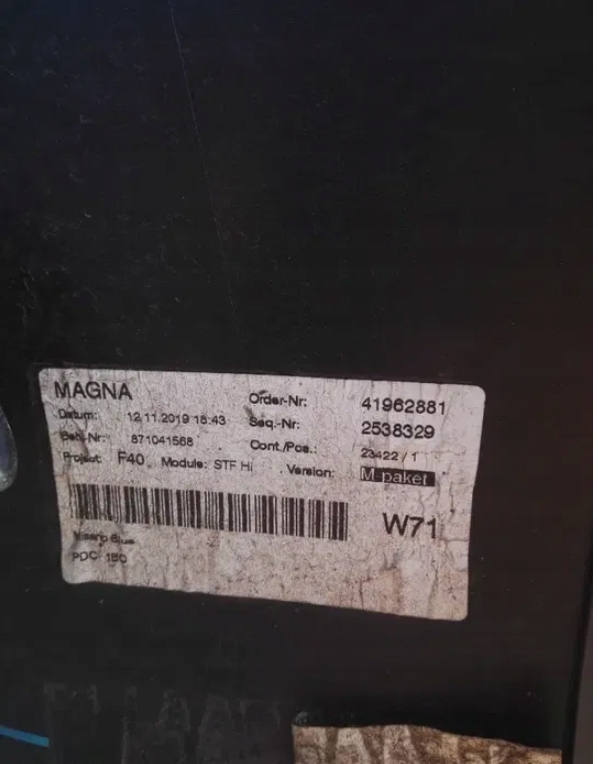 MAGNA
Order-Nr: 41962881
Datum: 12.11.2019 18:43 Seq.-Nr: 2538329
871041568 Cont./Pos.: 23422 / 1
Project: F40 Module: STF Hi Version: M paket
W71
PDC